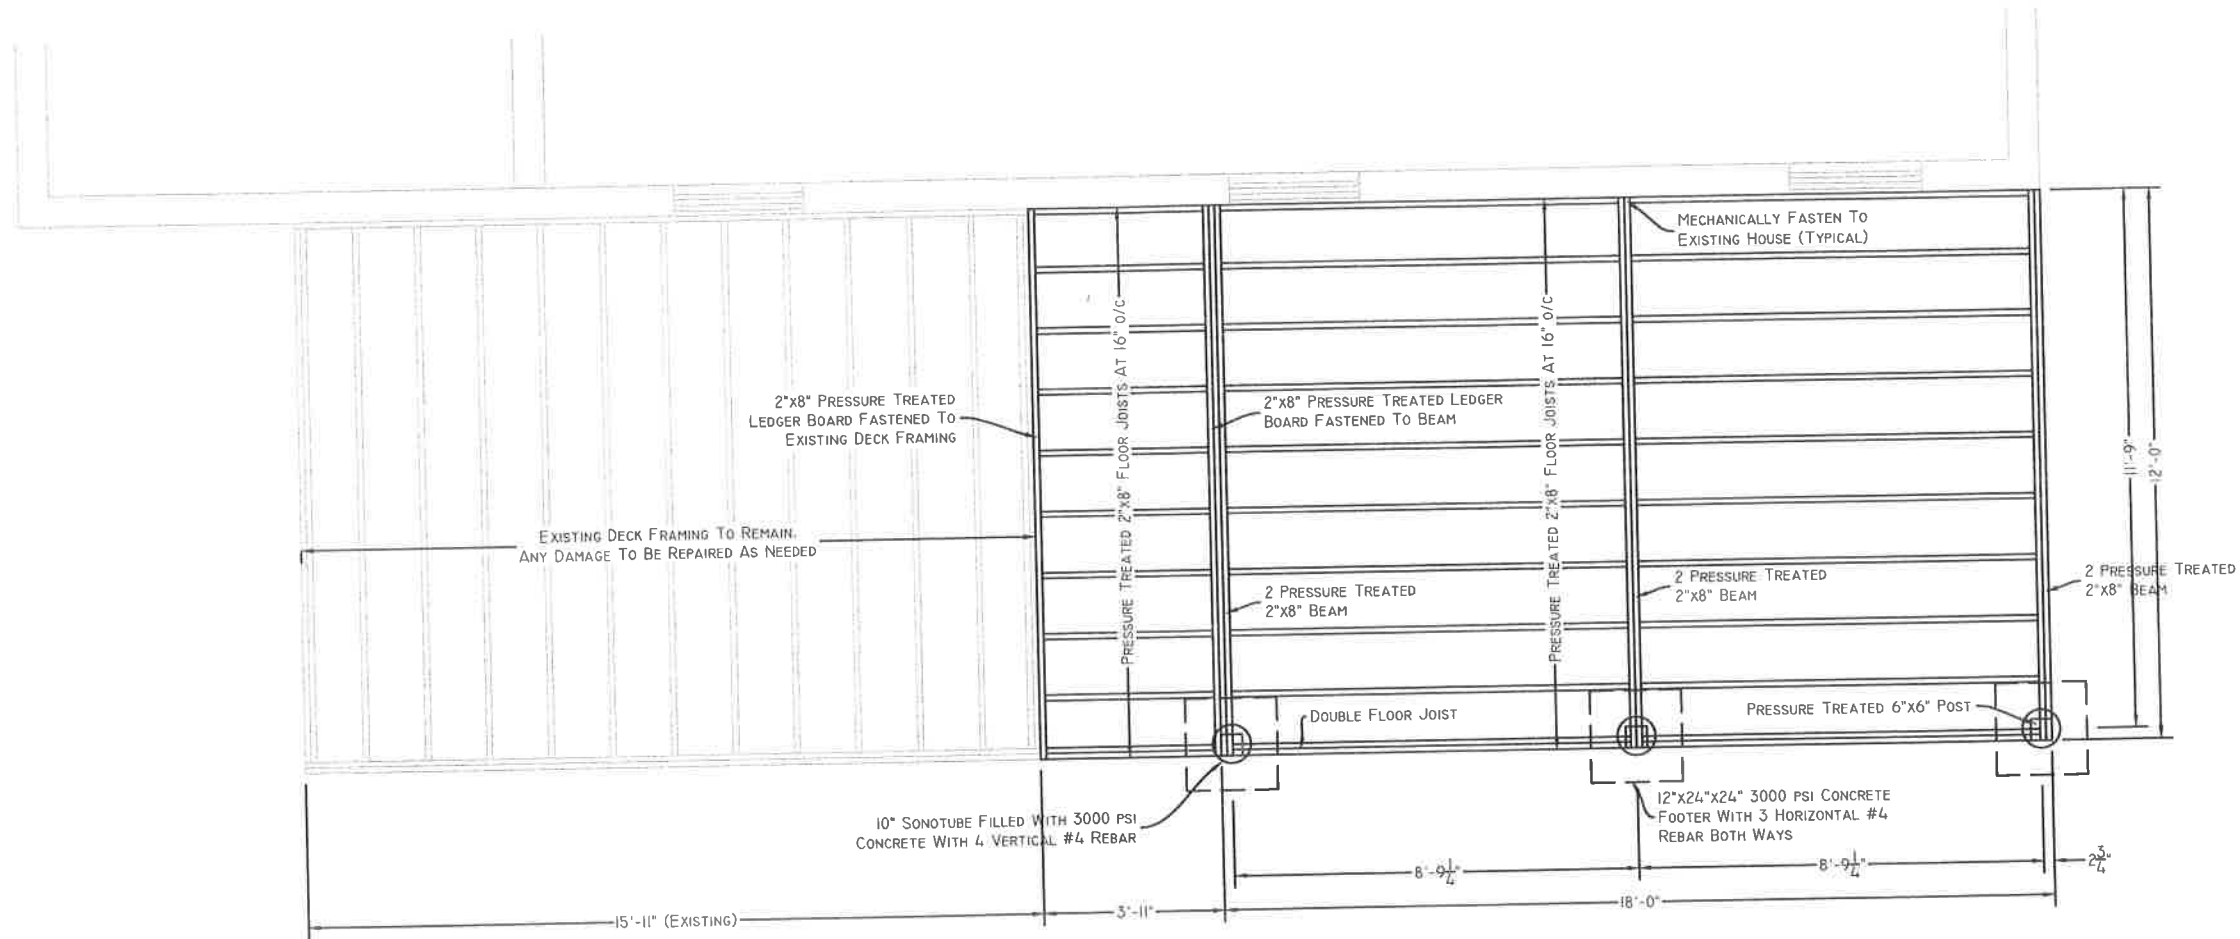 MECHANICALLY FASTEN TO
EXISTING HOUSE (TYPICAL)
2"X8" PRESSURE TREATED
LEDGER BOARD FASTENED TO
EXISTING DECK FRAMING
PRESSURE TREATED 2"X8" FLOOR JOISTS AT 16" O/C
2"X8" PRESSURE TREATED LEDGER
BOARD FASTENED TO BEAM
PRESSURE TREATED 2"X8" FLOOR JOISTS AT 16" O/C
11'-9"
12'-0"
EXISTING DECK FRAMING TO REMAIN.
ANY DAMAGE TO BE REPAIRED AS NEEDED
2 PRESSURE TREATED
2"X8" BEAM
2 PRESSURE TREATED
2"X8" BEAM
2 PRESSURE TREATED
2"X8" BEAM
DOUBLE FLOOR JOIST
PRESSURE TREATED 6"X6" POST
10" SONOTUBE FILLED WITH 3000 PSI
CONCRETE WITH 4 VERTICAL #4 REBAR
12"X24"X24" 3000 PSI CONCRETE
FOOTER WITH 3 HORIZONTAL #4
REBAR BOTH WAYS
8'-9 1/4"
8'-9 1/4"
2 3/4"
15'-11" (EXISTING)
3'-11"
18'-0"